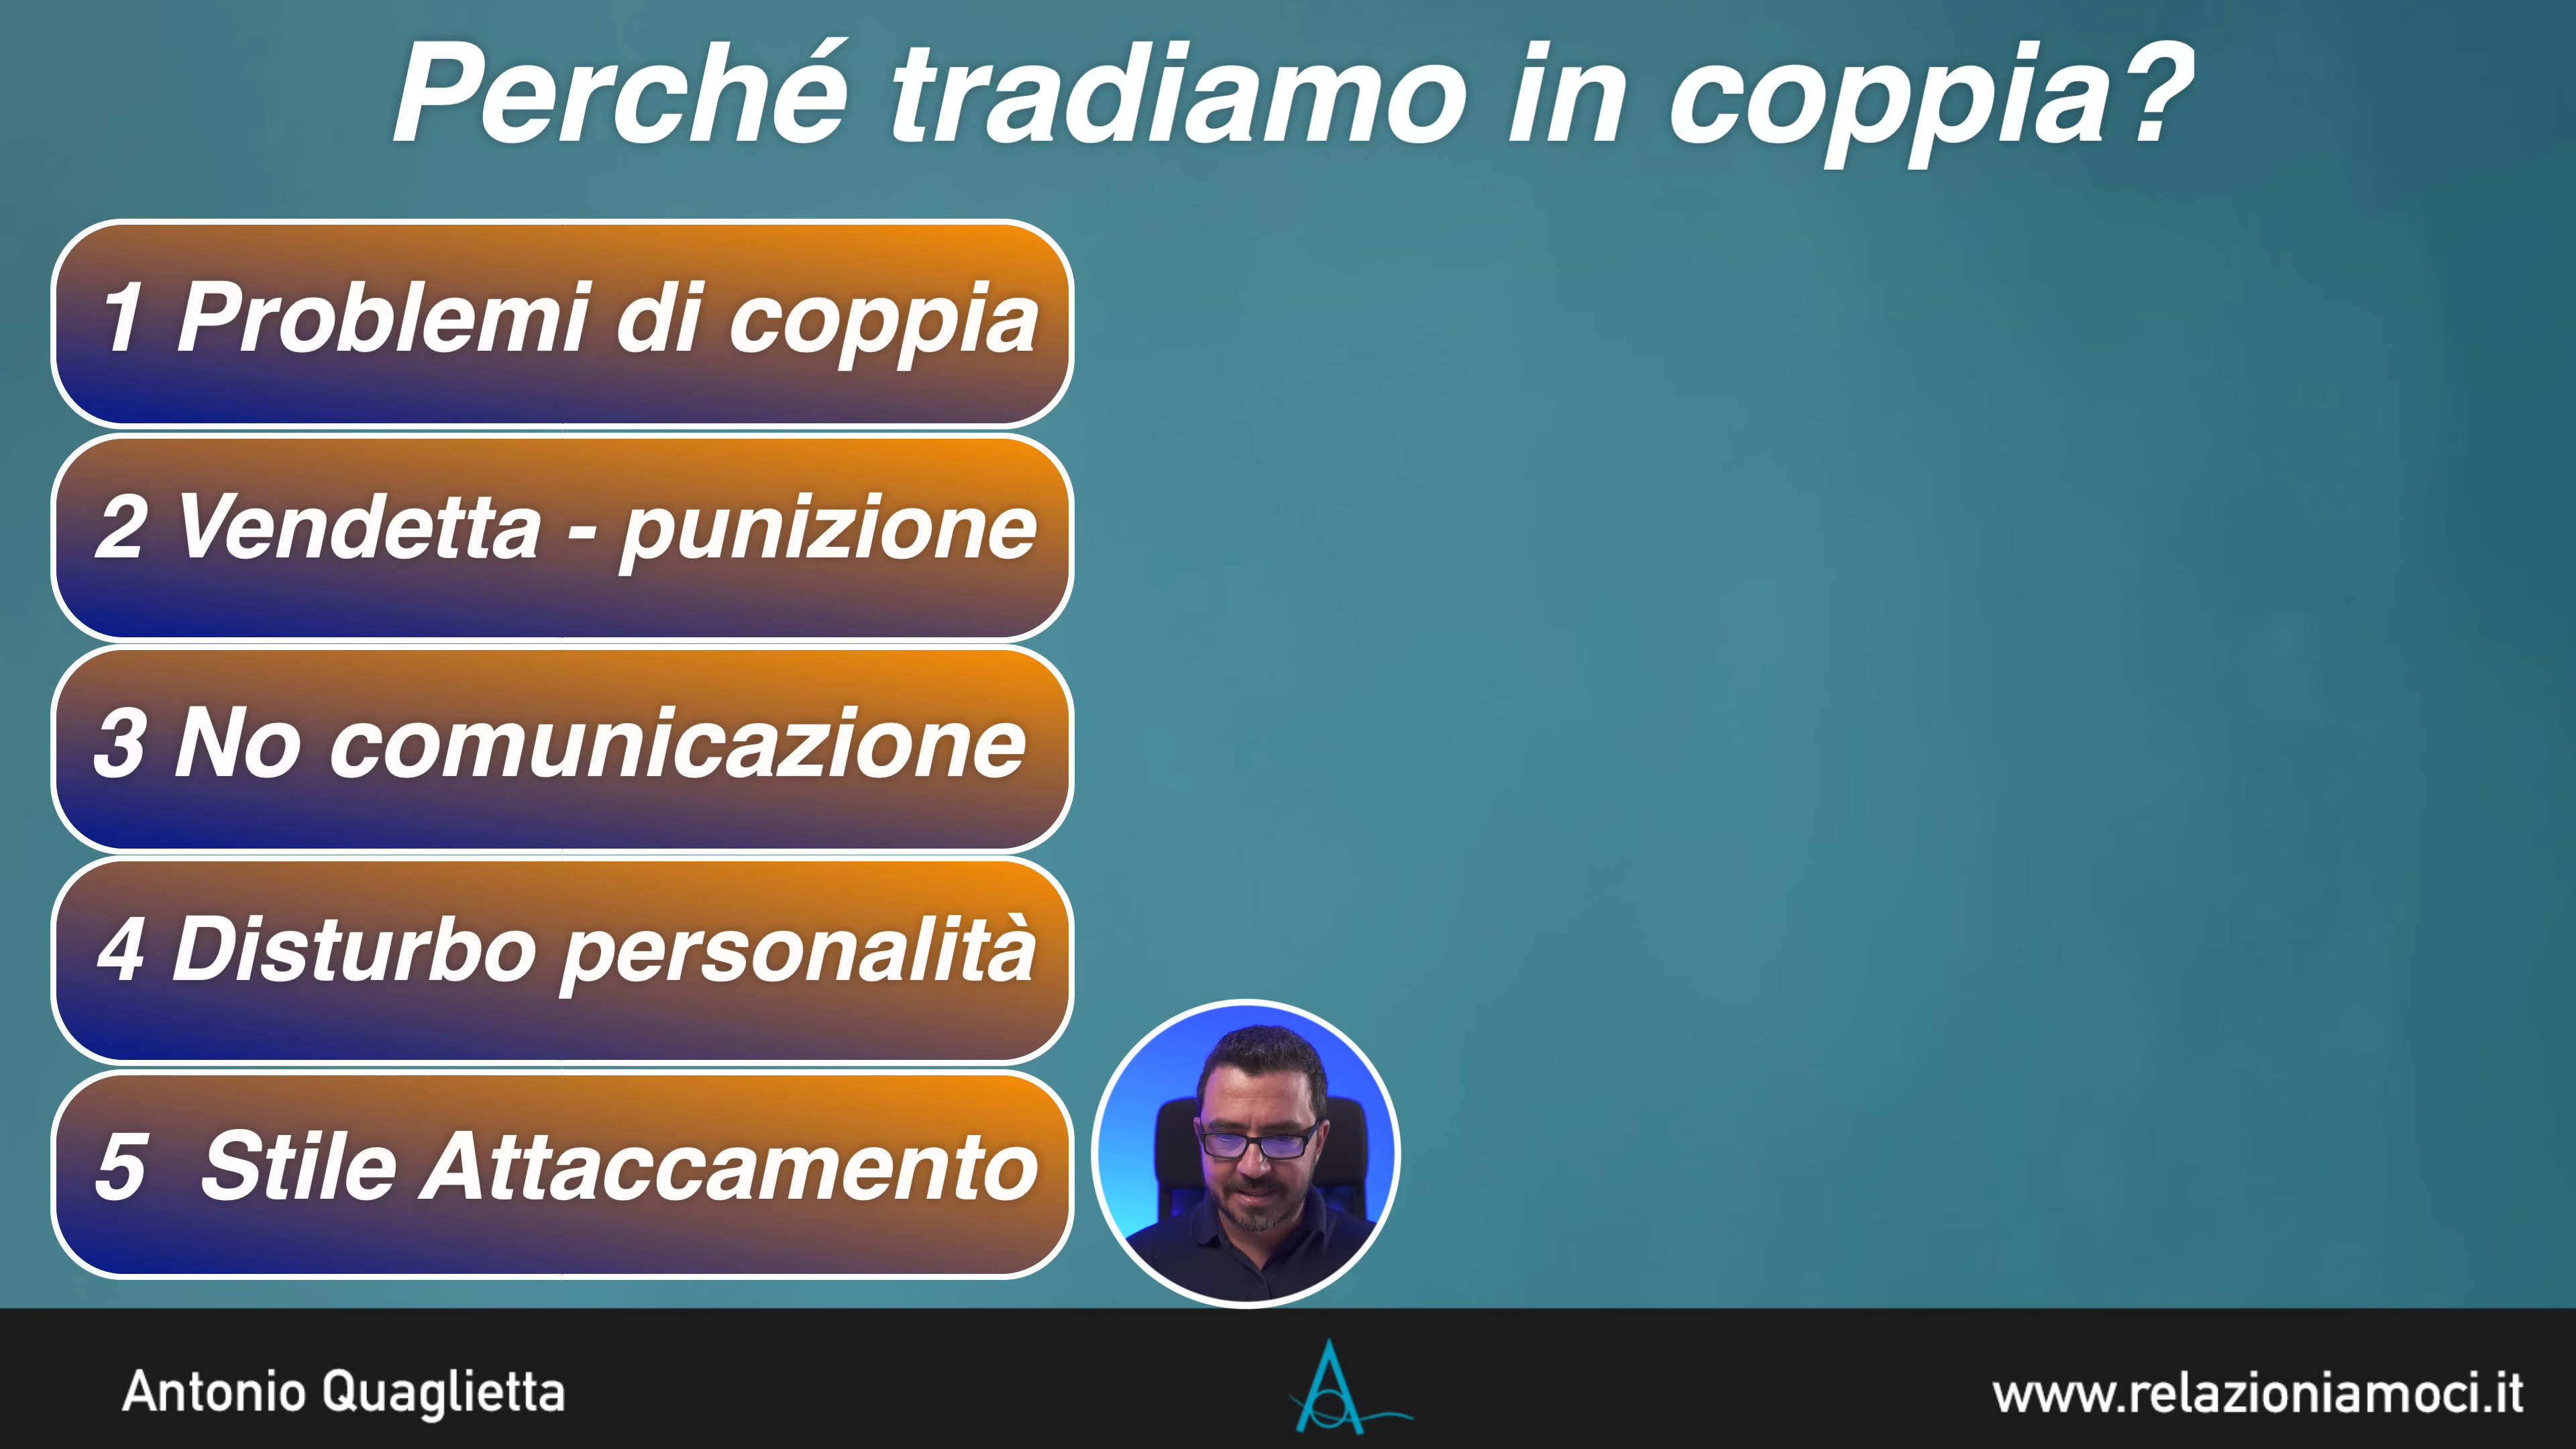 Perché tradiamo in coppia?
1 Problemi di coppia
2 Vendetta - punizione
3 No comunicazione
4 Disturbo personalità
5 Stile Attaccamento
Antonio Quaglietta
www.relazioniamoci.it